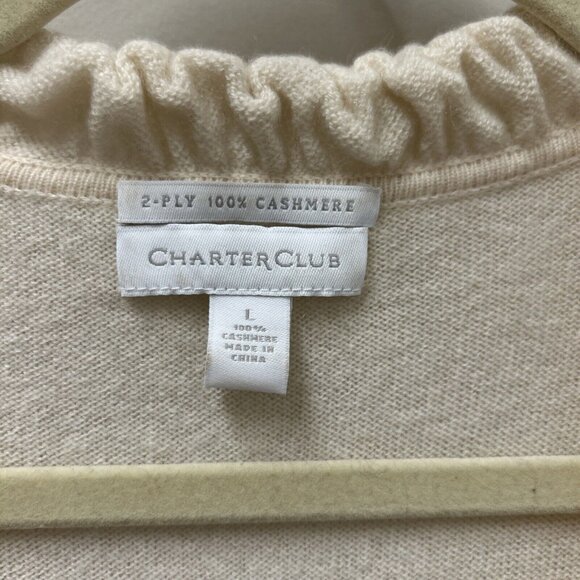 2-PLY 100% CASHMERE
CHARTER CLUB
L
100%
CASHMERE
MADE IN
CHINA